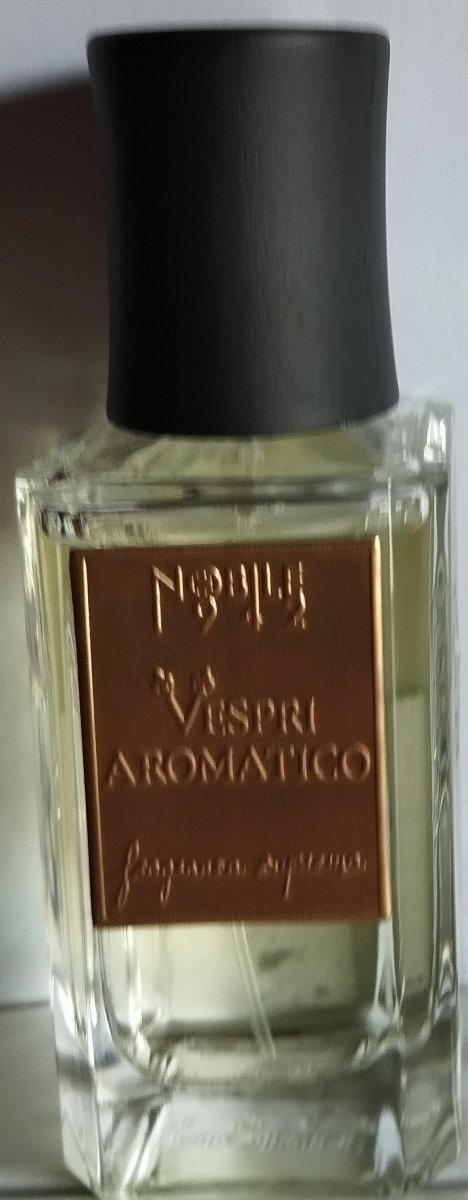 NOBILE
1942
VESPRI
AROMATICO
fragranza suprema